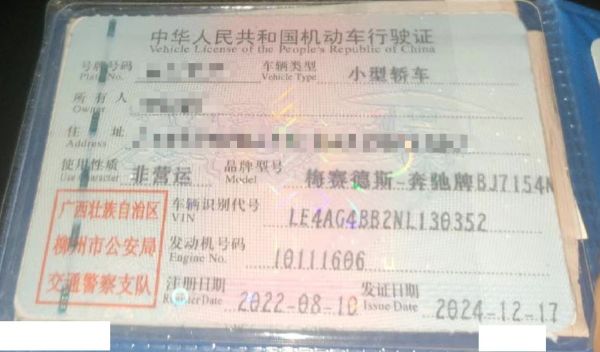 中华人民共和国机动车行驶证
Vehicle License of the People's Republic of China
号牌号码 车辆类型 小型轿车
Plate No. Vehicle Type
所有人
Owner
住址
Address
使用性质 非营运 品牌型号 梅赛德斯-奔驰牌BJ7154N
Use Character Model
广西壮族自治区
柳州市公安局
交通警察支队
车辆识别代号 LE4AG4BB2NL130352
VIN
发动机号码 10111606
Engine No.
注册日期 2022-08-10 发证日期 2024-12-17
Register Date Issue Date